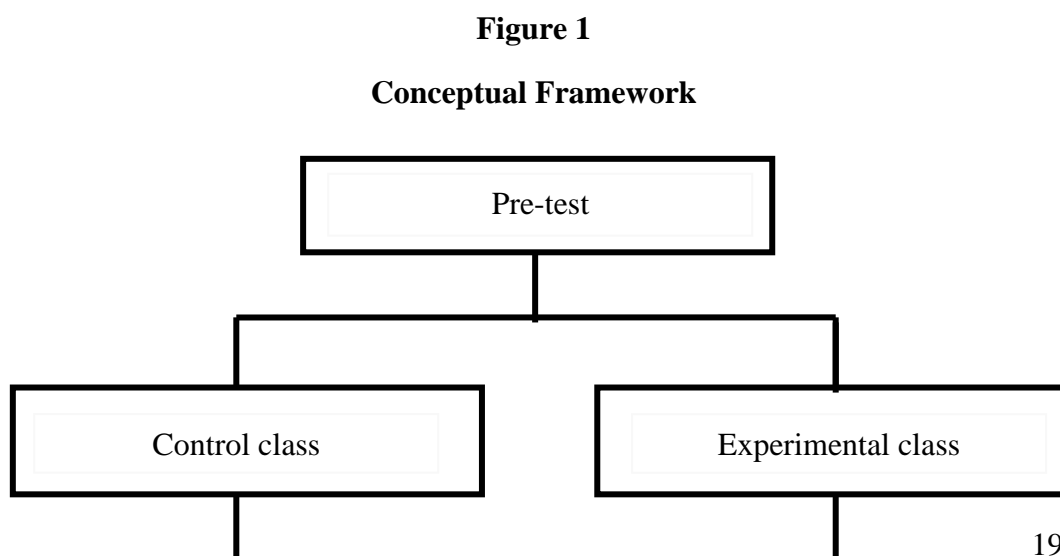 Figure 1
Conceptual Framework
Pre-test
Control class
Experimental class
19